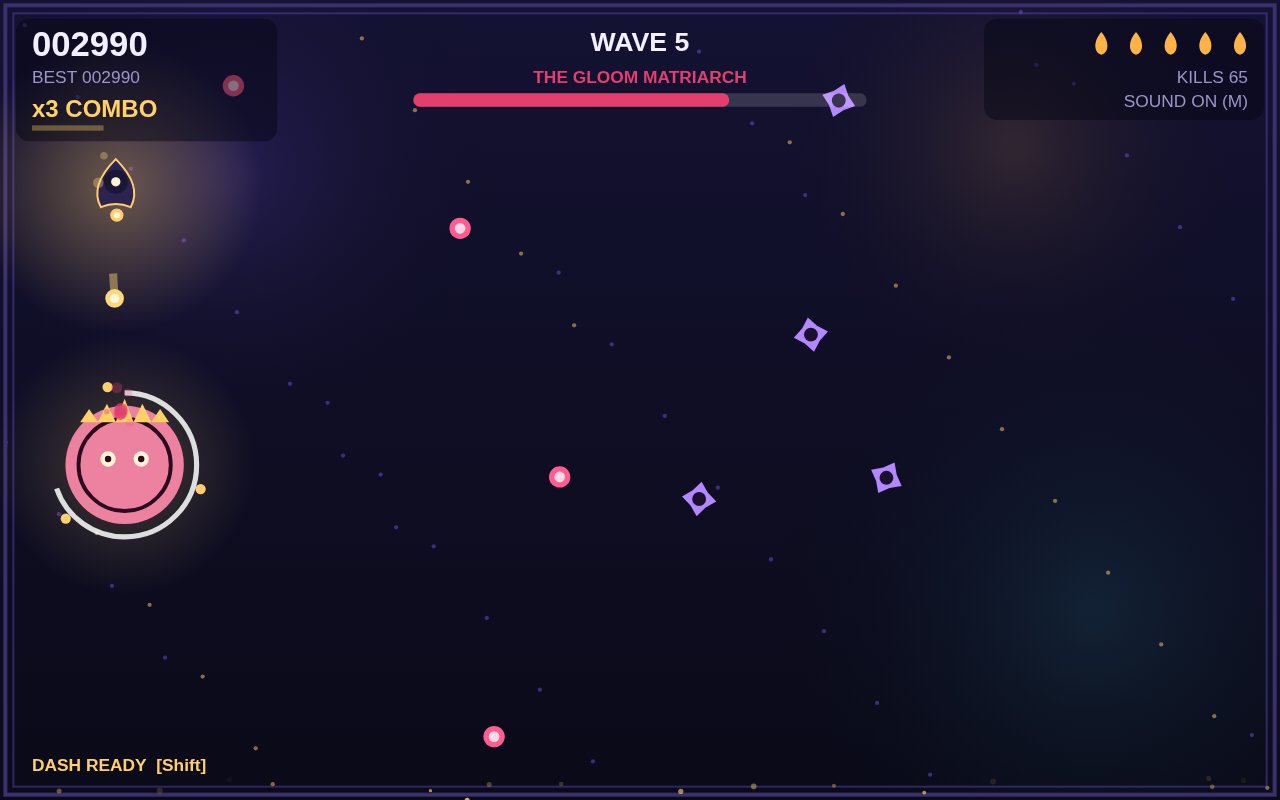 002990
BEST 002990
x3 COMBO
WAVE 5
THE GLOOM MATRIARCH
KILLS 65
SOUND ON (M)
DASH READY [Shift]